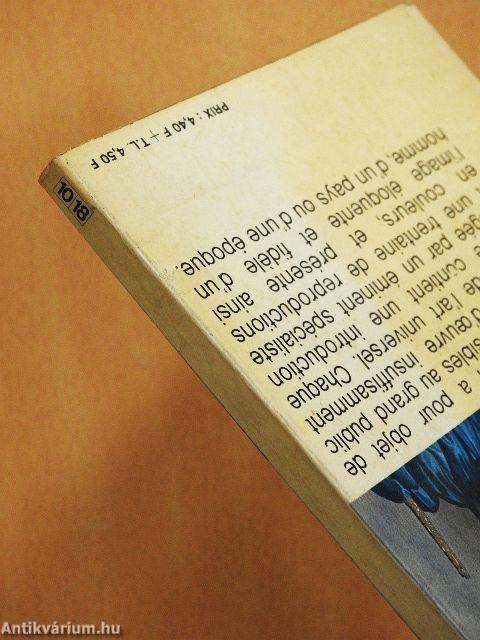 a pour objet de
au grand public
d'œuvre insuffisamment
de l'art universel. Chaque
contient une introduction
par un éminent spécialiste
une trentaine de reproductions
en couleurs, et présente ainsi
l'image éloquente et fidèle d'un
homme, d'un pays ou d'une époque.
PRIX : 4,40 F + T.L. 4,50 F
10 18
Antikvárium.hu